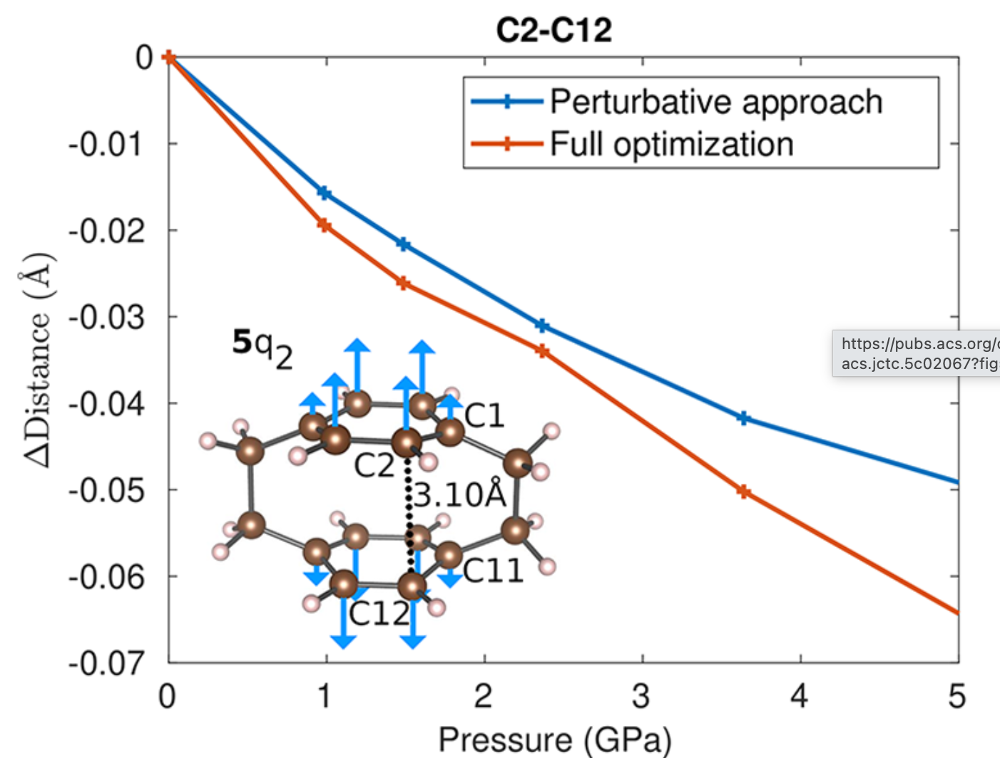 C2-C12
0
-0.01
-0.02
-0.03
-0.04
-0.05
-0.06
-0.07
ΔDistance (Å)
Perturbative approach
Full optimization
https://pubs.acs.org/
acs.jctc.5c02067?fig
5q2
C1
C2
3.10Å
C11
C12
0 1 2 3 4 5
Pressure (GPa)